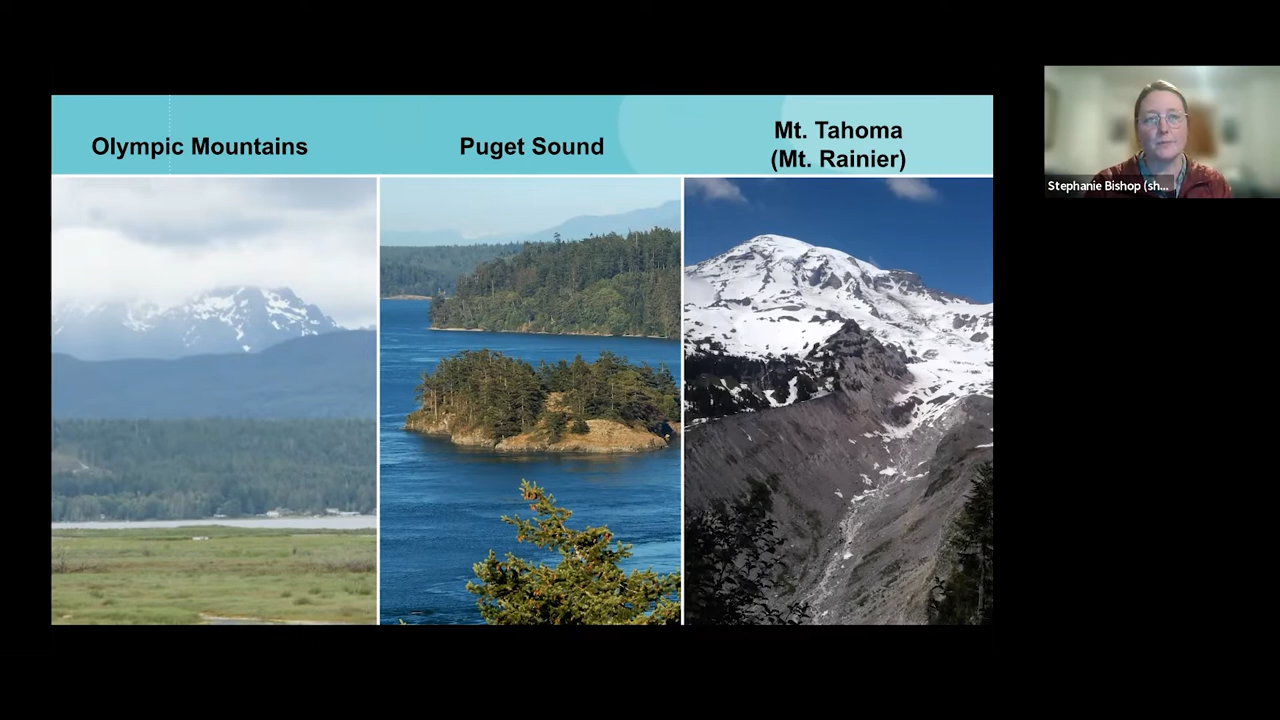 Olympic Mountains
Puget Sound
Mt. Tahoma
(Mt. Rainier)
Stephanie Bishop (sh...